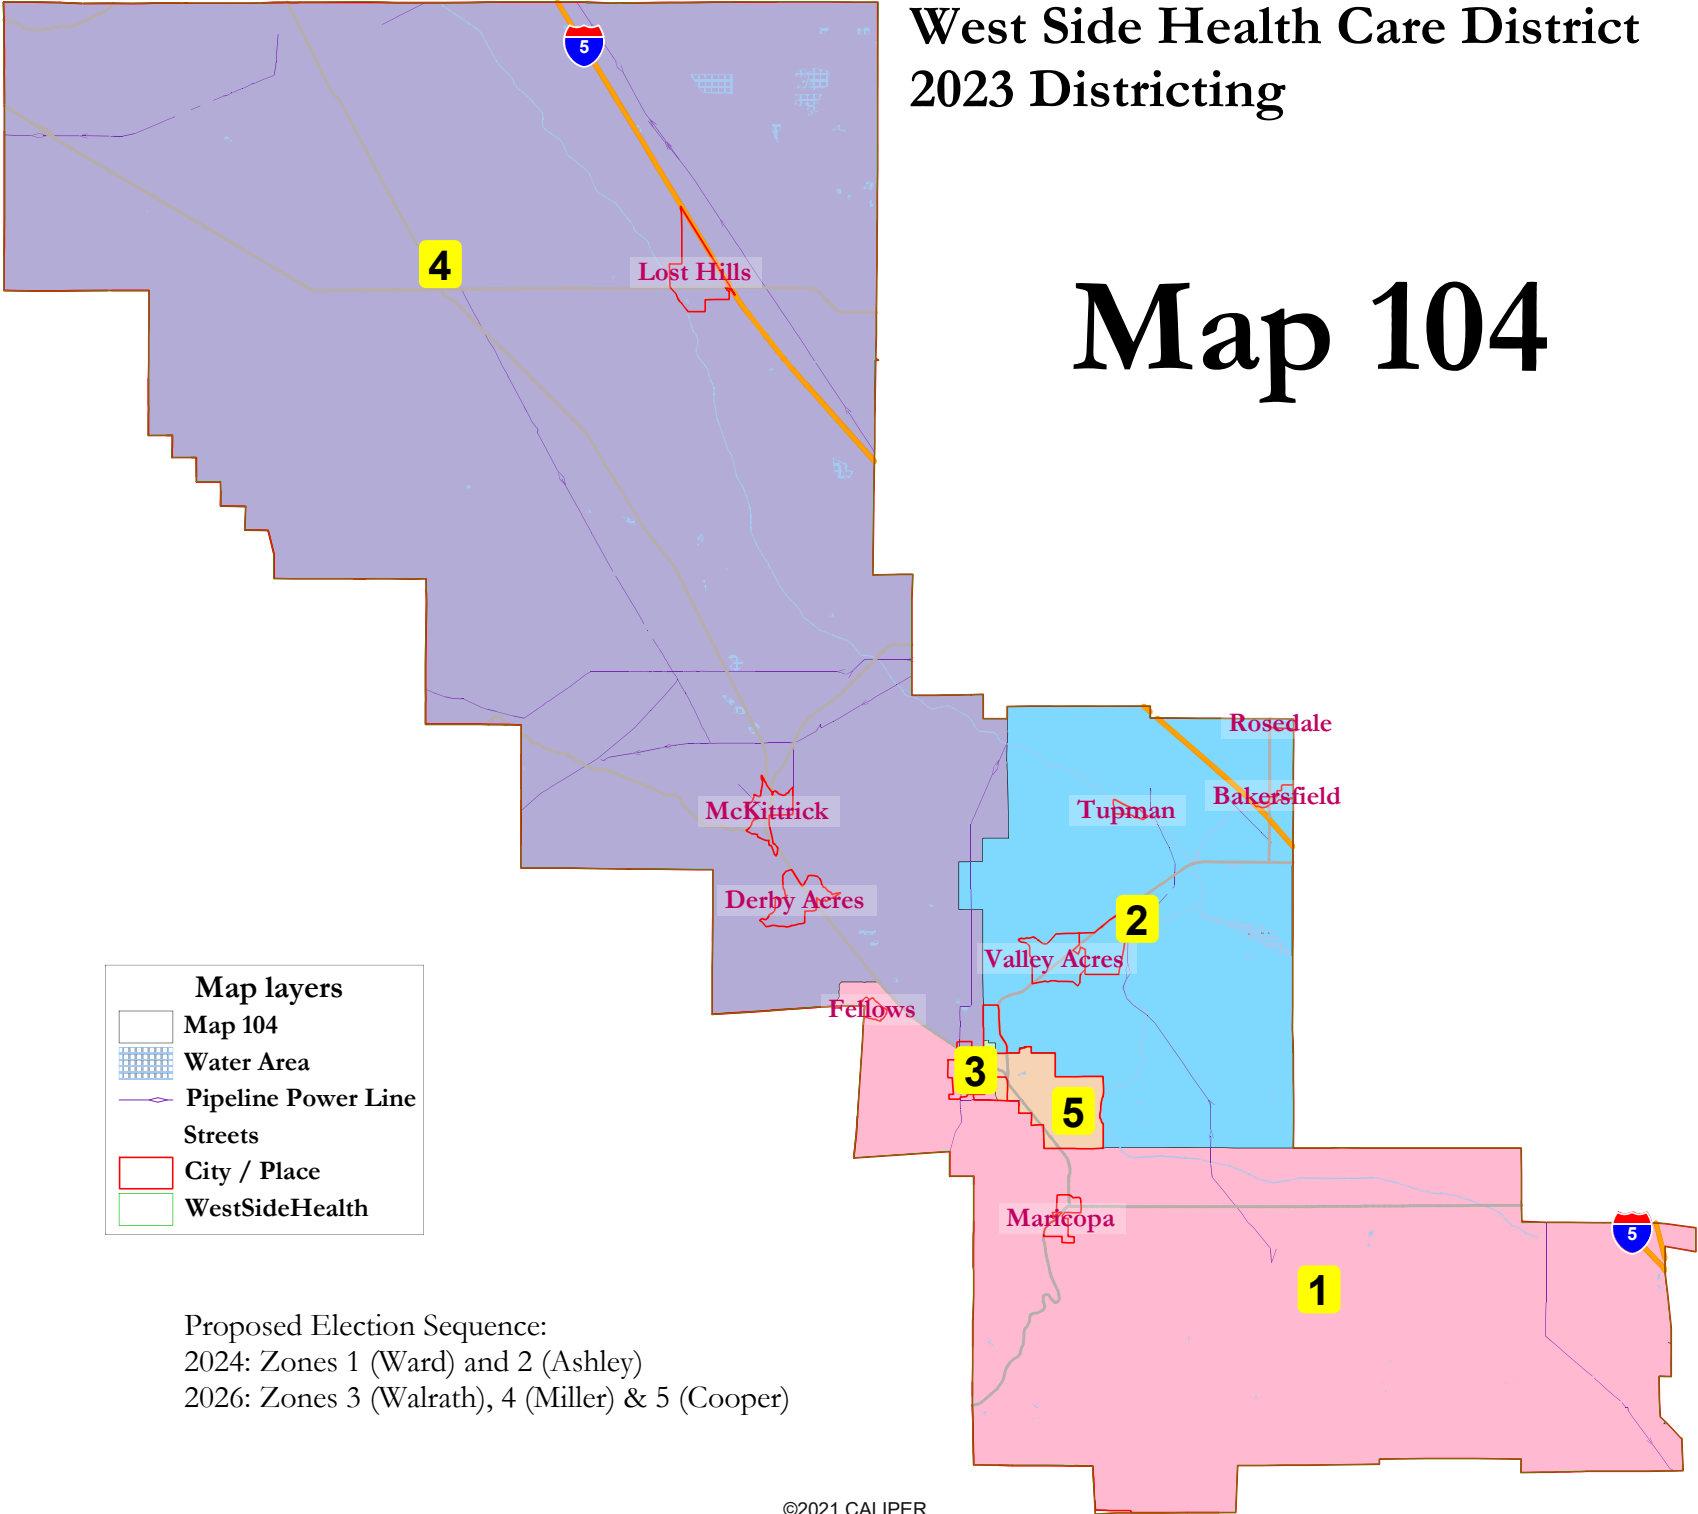 West Side Health Care District
2023 Districting
Map 104
5
4
Lost Hills
Rosedale
Bakersfield
Tupman
McKittrick
Derby Acres
2
Valley Acres
Fellows
3
5
Maricopa
5
1
Map layers
Map 104
Water Area
Pipeline Power Line
Streets
City / Place
WestSideHealth
Proposed Election Sequence:
2024: Zones 1 (Ward) and 2 (Ashley)
2026: Zones 3 (Walrath), 4 (Miller) & 5 (Cooper)
©2021 CALIPER